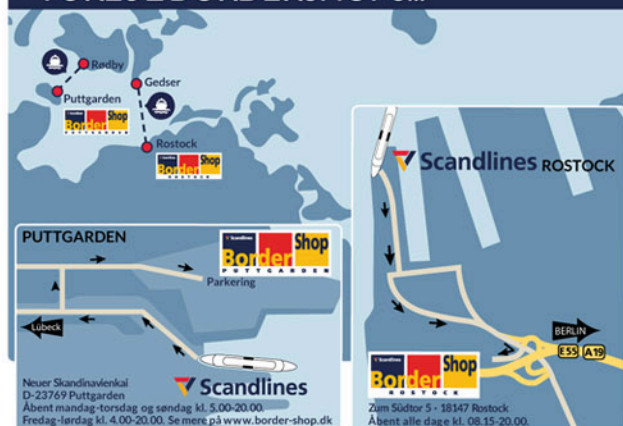 Rødby
Gedser
Puttgarden
Scandlines
Border Shop
PUTTGARDEN
Rostock
Scandlines
Border Shop
ROSTOCK
Scandlines ROSTOCK
PUTTGARDEN
Scandlines
Border Shop
PUTTGARDEN
Parkering
Lübeck
Scandlines
Neuer Skandinavienkai
D-23769 Puttgarden
Åbent mandag-torsdag og søndag kl. 5.00-20.00.
Fredag-lørdag kl. 4.00-20.00. Se mere på www.border-shop.dk
BERLIN
E55 A19
Border Shop
ROSTOCK
Zum Südtor 5 · 18147 Rostock
Åbent alle dage kl. 08.15-20.00.